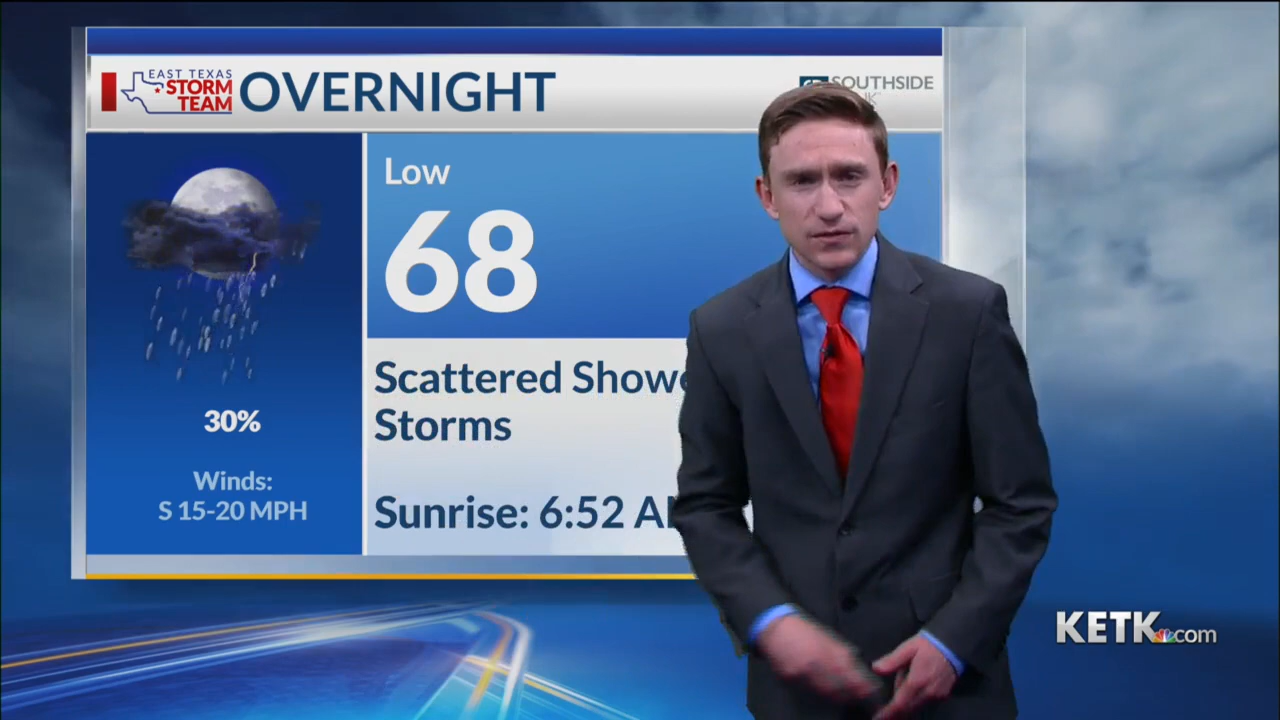 EAST TEXAS
STORM
TEAM
OVERNIGHT
SOUTHSIDE
Low
68
Scattered Showe
Storms
30%
Winds:
S 15-20 MPH
Sunrise: 6:52 A
KETK.com